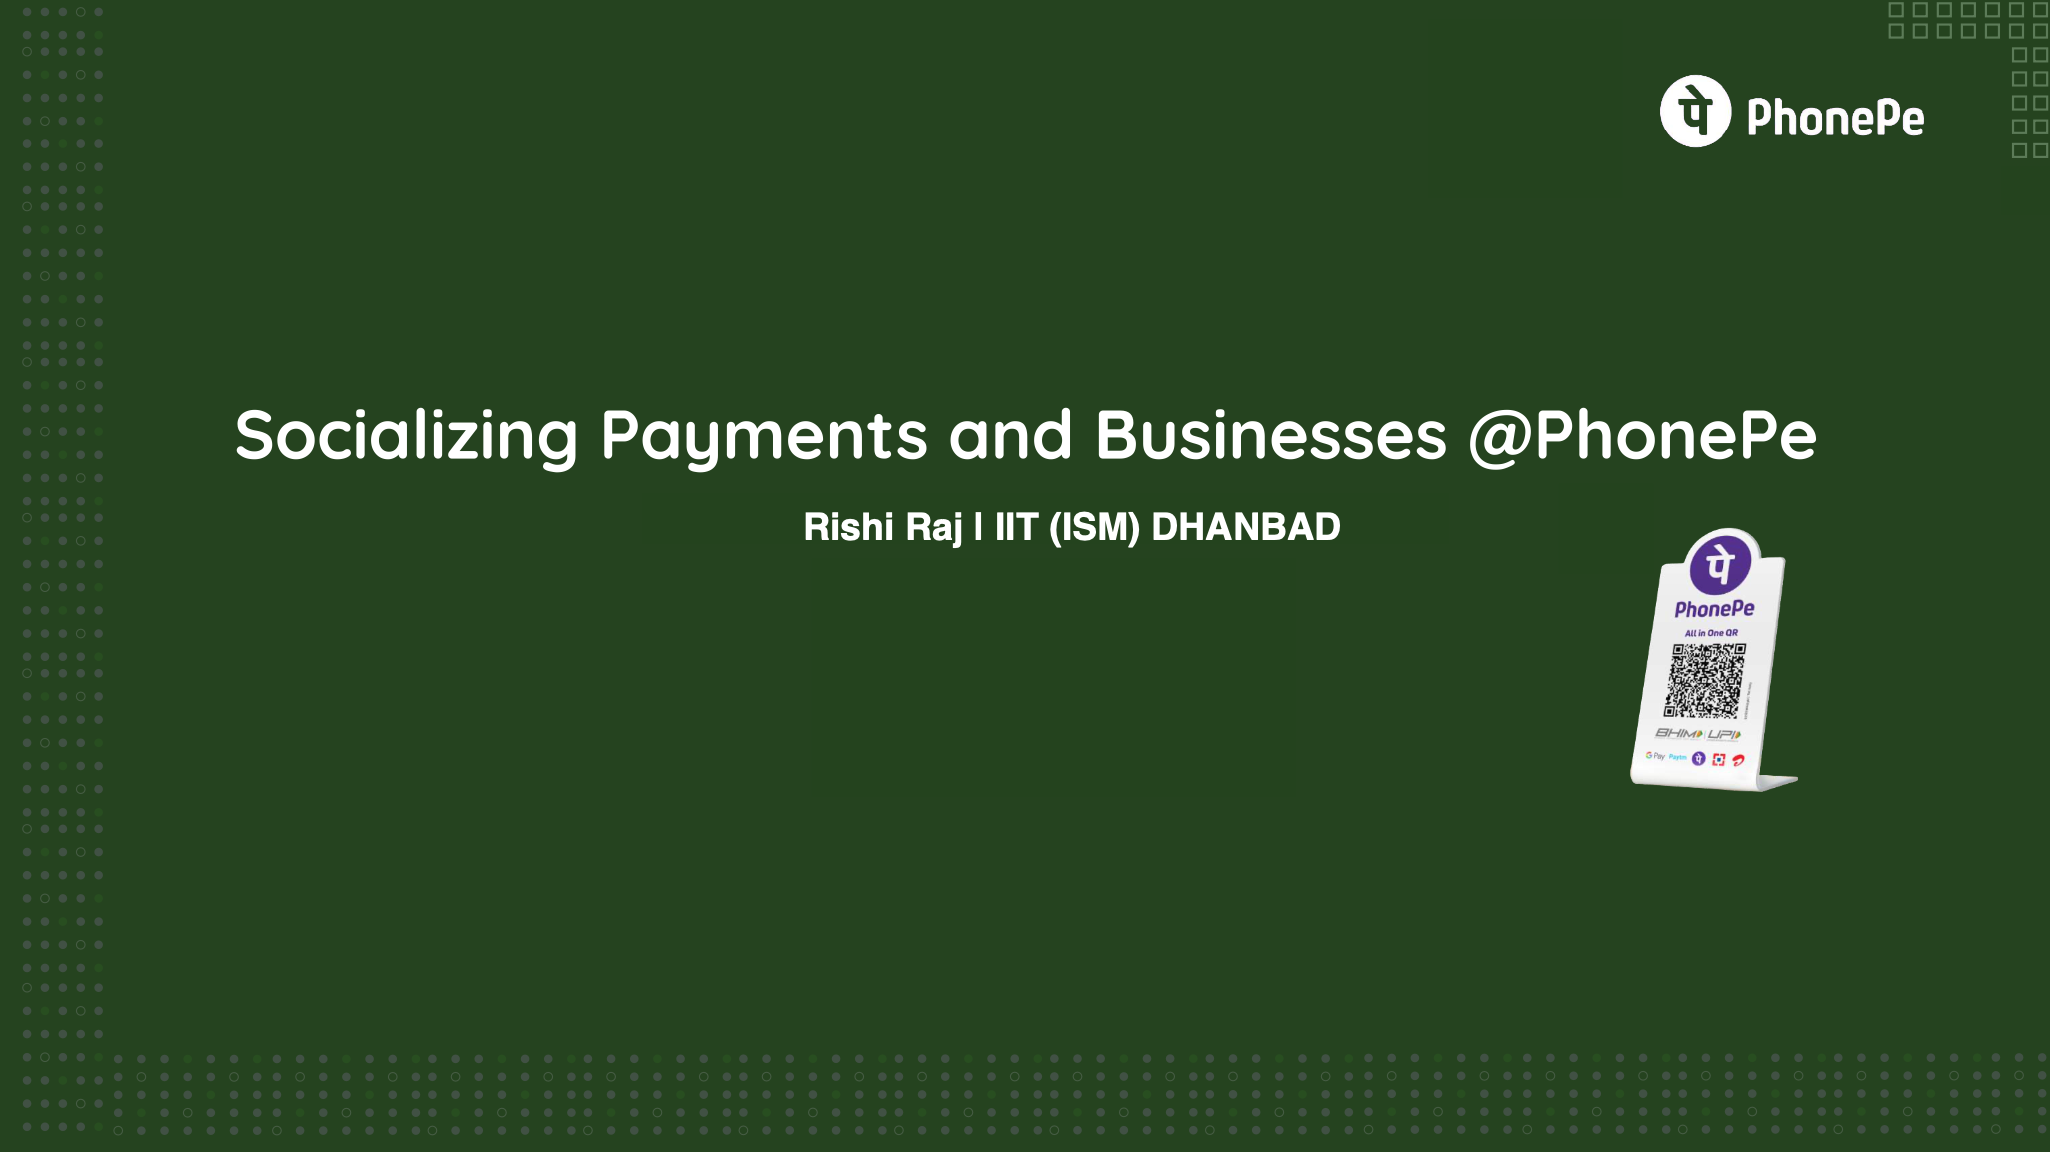 पे PhonePe
Socializing Payments and Businesses @PhonePe
Rishi Raj | IIT (ISM) DHANBAD
पे
PhonePe
All in One QR
BHIM UPI
G Pay Paytm पे